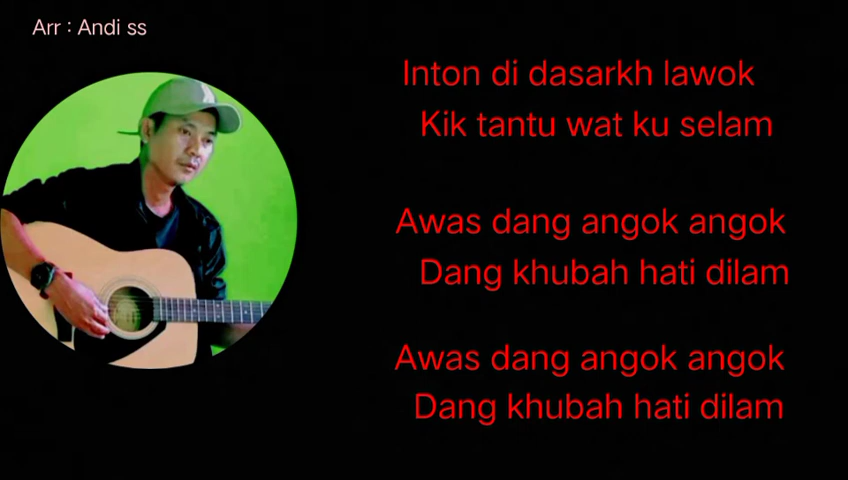 Arr : Andi ss
Inton di dasarkh lawok
Kik tantu wat ku selam
Awas dang angok angok
Dang khubah hati dilam
Awas dang angok angok
Dang khubah hati dilam